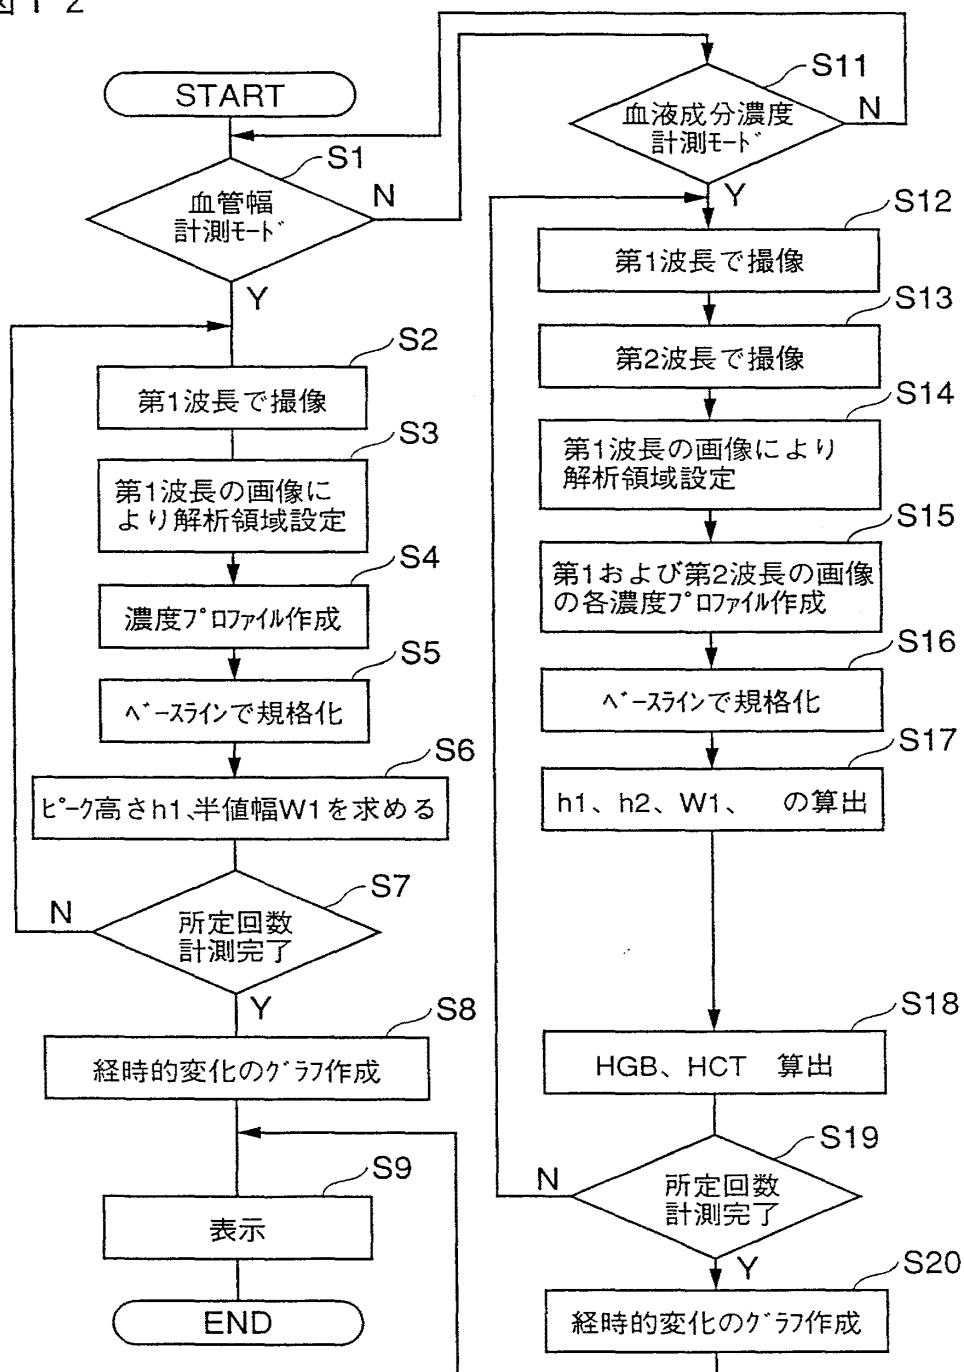 図12
START
S1
血管幅
計測モード
N
Y
S2
第1波長で撮像
S3
第1波長の画像に
より解析領域設定
S4
濃度プロファイル作成
S5
ベースラインで規格化
S6
ピーク高さh1、半値幅W1を求める
S7
所定回数
計測完了
N
Y
S8
経時的変化のグラフ作成
S9
表示
END
S11
血液成分濃度
計測モード
N
Y
S12
第1波長で撮像
S13
第2波長で撮像
S14
第1波長の画像により
解析領域設定
S15
第1および第2波長の画像
の各濃度プロファイル作成
S16
ベースラインで規格化
S17
h1、h2、W1、 の算出
S18
HGB、HCT 算出
S19
所定回数
計測完了
N
Y
S20
経時的変化のグラフ作成